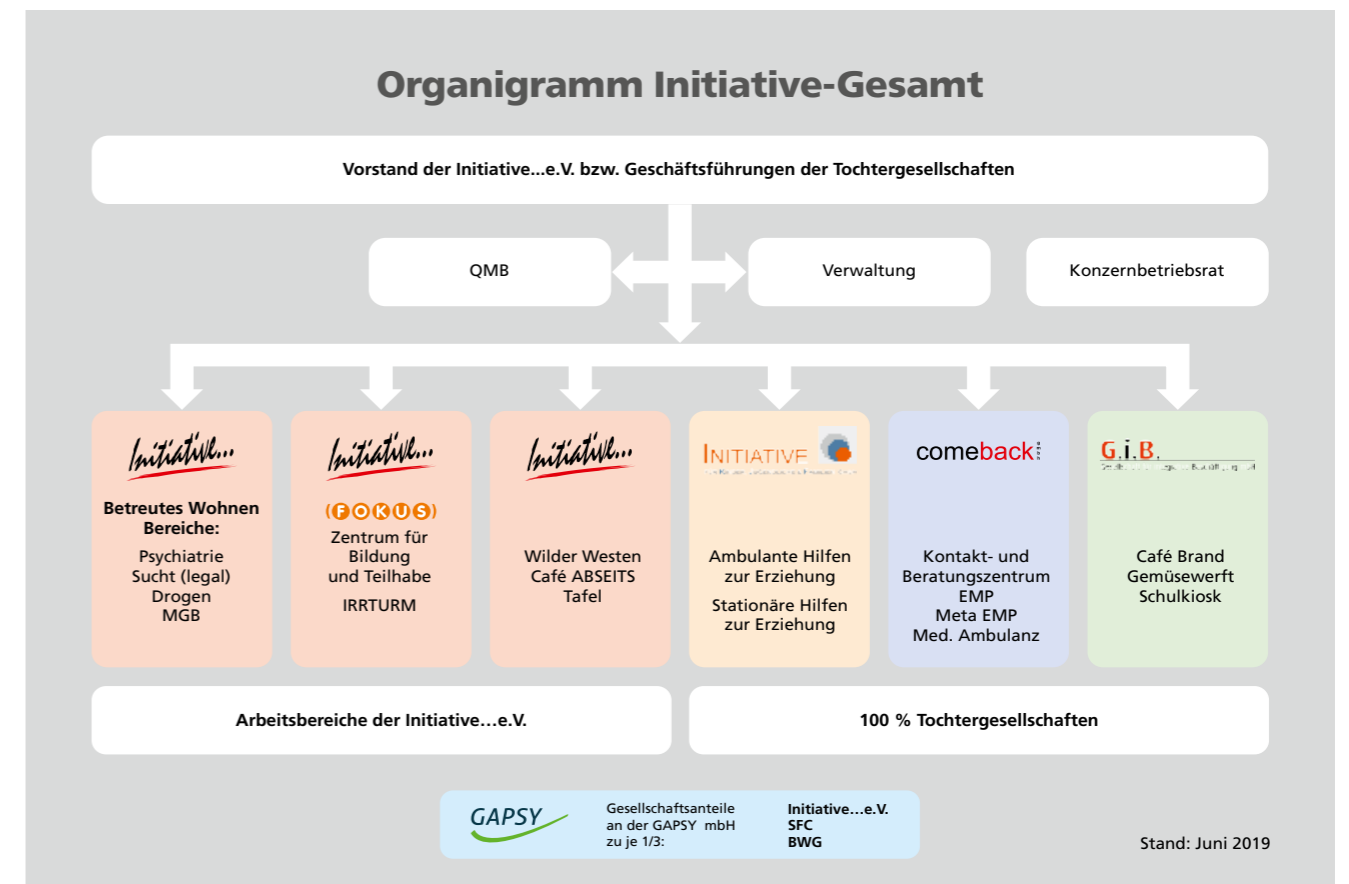 Organigramm Initiative-Gesamt
Vorstand der Initiative...e.V. bzw. Geschäftsführungen der Tochtergesellschaften
QMB
Verwaltung
Konzernbetriebsrat
Initiative...
Betreutes Wohnen
Bereiche:
Psychiatrie
Sucht (legal)
Drogen
MGB
Initiative...
(FOKUS)
Zentrum für
Bildung
und Teilhabe
IRRTURM
Initiative...
Wilder Westen
Café ABSEITS
Tafel
INITIATIVE
Ambulante Hilfen
zur Erziehung
Stationäre Hilfen
zur Erziehung
comeback
Kontakt- und
Beratungszentrum
EMP
Meta EMP
Med. Ambulanz
G.i.B.
Café Brand
Gemüsewerft
Schulkiosk
Arbeitsbereiche der Initiative…e.V.
100 % Tochtergesellschaften
GAPSY
Gesellschaftsanteile
an der GAPSY mbH
zu je 1/3:
Initiative…e.V.
SFC
BWG
Stand: Juni 2019